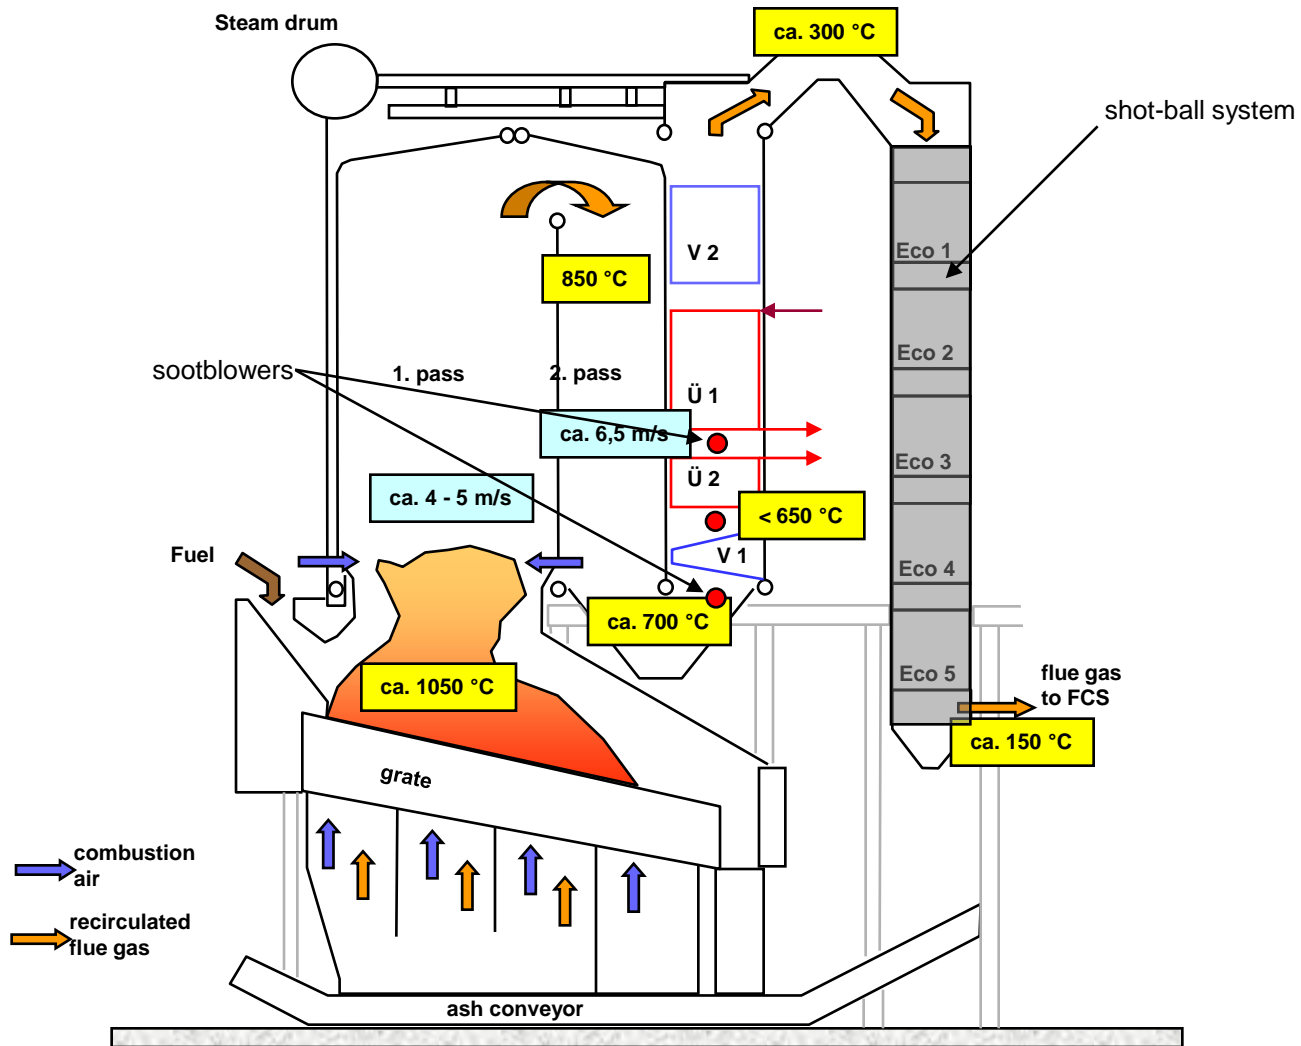 Steam drum
ca. 300 °C
shot-ball system
V 2
Eco 1
850 °C
Eco 2
sootblowers
1. pass
2. pass
Ü 1
ca. 6,5 m/s
Eco 3
Ü 2
ca. 4 - 5 m/s
< 650 °C
Fuel
V 1
Eco 4
ca. 700 °C
ca. 1050 °C
Eco 5
flue gas
to FCS
ca. 150 °C
grate
combustion
air
recirculated
flue gas
ash conveyor